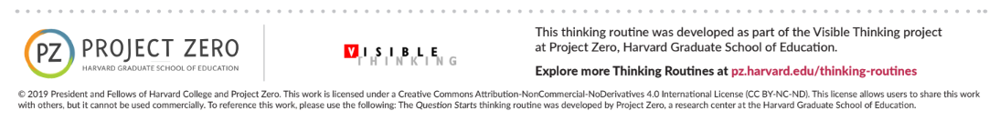 PZ PROJECT ZERO
HARVARD GRADUATE SCHOOL OF EDUCATION
VISIBLE
THINKING
This thinking routine was developed as part of the Visible Thinking project
at Project Zero, Harvard Graduate School of Education.
Explore more Thinking Routines at pz.harvard.edu/thinking-routines
© 2019 President and Fellows of Harvard College and Project Zero. This work is licensed under a Creative Commons Attribution-NonCommercial-NoDerivatives 4.0 International License (CC BY-NC-ND). This license allows users to share this work
with others, but it cannot be used commercially. To reference this work, please use the following: The Question Starts thinking routine was developed by Project Zero, a research center at the Harvard Graduate School of Education.